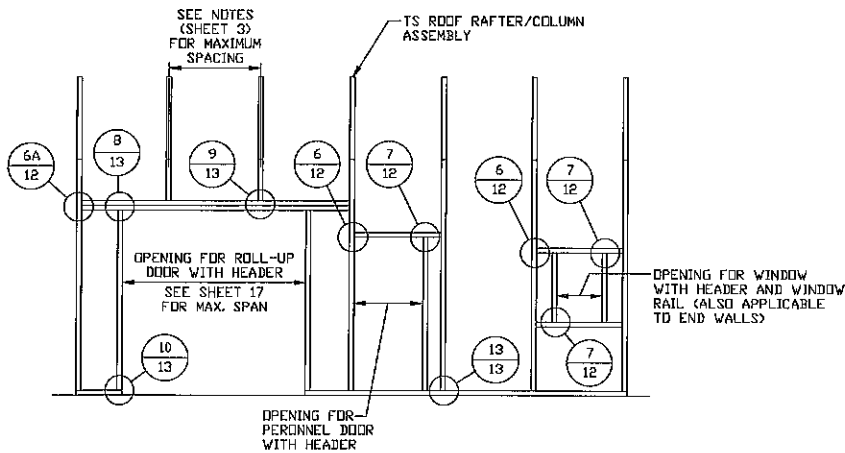 SEE NOTES
(SHEET 3)
FOR MAXIMUM
SPACING
TS ROOF RAFTER/COLUMN
ASSEMBLY
6A
12
8
13
9
13
6
12
7
12
6
12
7
12
OPENING FOR ROLL-UP
DOOR WITH HEADER
SEE SHEET 17
FOR MAX. SPAN
OPENING FOR WINDOW
WITH HEADER AND WINDOW
RAIL (ALSO APPLICABLE
TO END WALLS)
7
12
10
13
13
13
OPENING FOR
PERONNEL DOOR
WITH HEADER